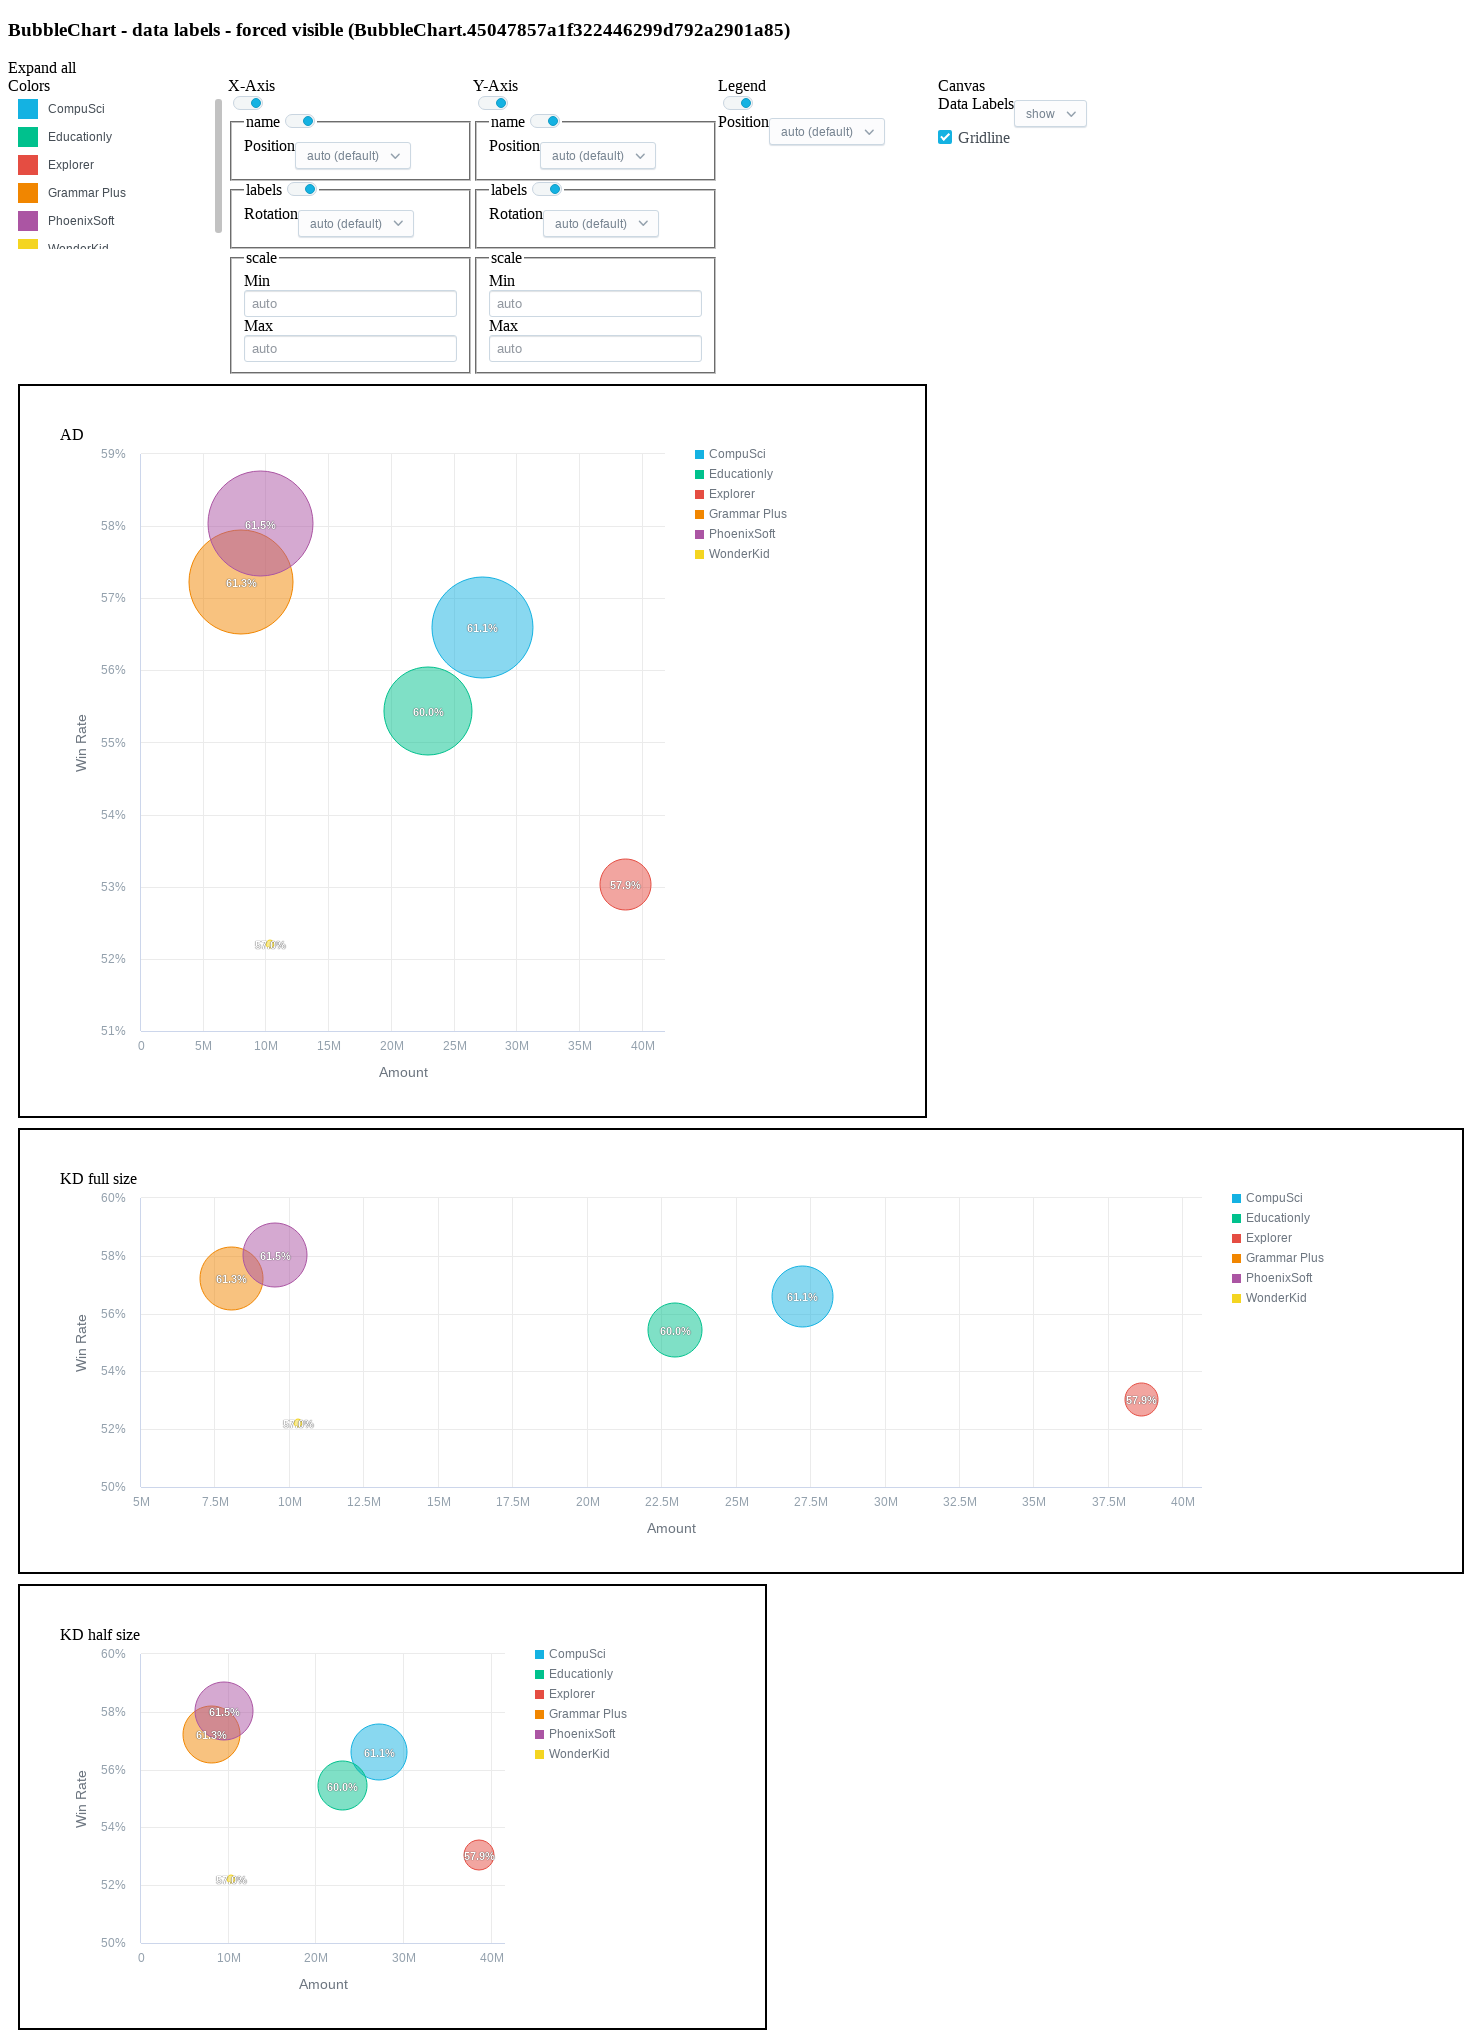 BubbleChart - data labels - forced visible (BubbleChart.45047857a1f322446299d792a2901a85)
Expand all
Colors
CompuSci
Educationly
Explorer
Grammar Plus
PhoenixSoft
WonderKid
X-Axis
name
Position auto (default)
labels
Rotation auto (default)
scale
Min
auto
Max
auto
Y-Axis
name
Position auto (default)
labels
Rotation auto (default)
scale
Min
auto
Max
auto
Legend
Position auto (default)
Canvas
Data Labels show
Gridline
AD
59%
58%
57%
56%
55%
54%
53%
52%
51%
Win Rate
61.5%
61.3%
61.1%
60.0%
57.9%
57.0%
0 5M 10M 15M 20M 25M 30M 35M 40M
Amount
CompuSci
Educationly
Explorer
Grammar Plus
PhoenixSoft
WonderKid
KD full size
60%
58%
56%
54%
52%
50%
Win Rate
61.5%
61.3%
61.1%
60.0%
57.9%
57.0%
5M 7.5M 10M 12.5M 15M 17.5M 20M 22.5M 25M 27.5M 30M 32.5M 35M 37.5M 40M
Amount
CompuSci
Educationly
Explorer
Grammar Plus
PhoenixSoft
WonderKid
KD half size
60%
58%
56%
54%
52%
50%
Win Rate
61.5%
61.3%
61.1%
60.0%
57.9%
57.0%
0 10M 20M 30M 40M
Amount
CompuSci
Educationly
Explorer
Grammar Plus
PhoenixSoft
WonderKid